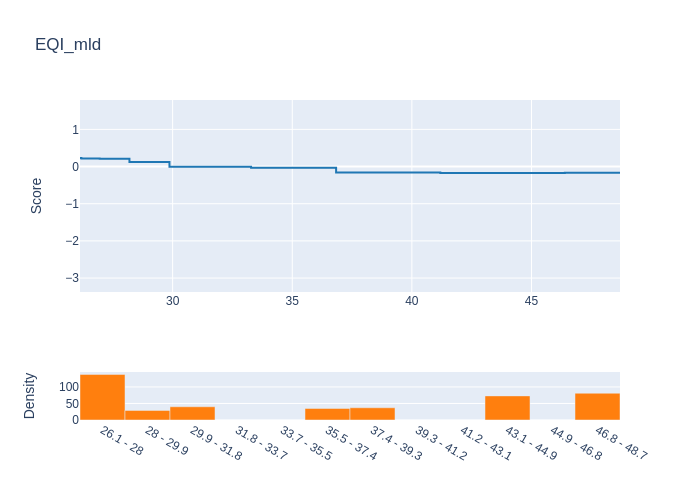 EQI_mld
Score
1
0
−1
−2
−3
30 35 40 45
Density
100
50
0
26.1 - 28
28 - 29.9
29.9 - 31.8
31.8 - 33.7
33.7 - 35.5
35.5 - 37.4
37.4 - 39.3
39.3 - 41.2
41.2 - 43.1
43.1 - 44.9
44.9 - 46.8
46.8 - 48.7